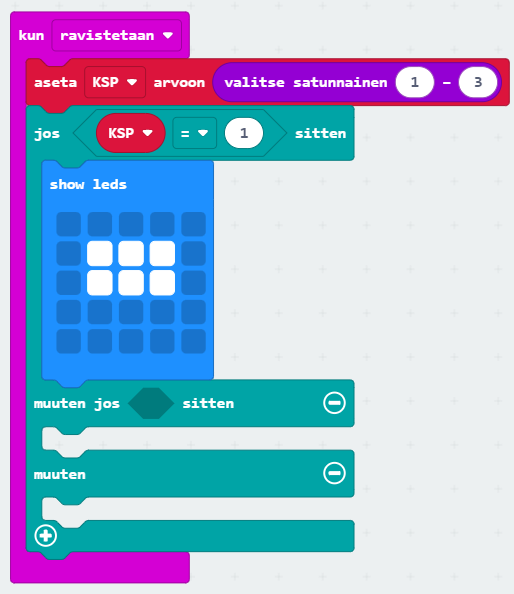 kun ravistetaan
aseta KSP arvoon valitse satunnainen 1 - 3
jos KSP = 1 sitten
show leds
muuten jos sitten
muuten